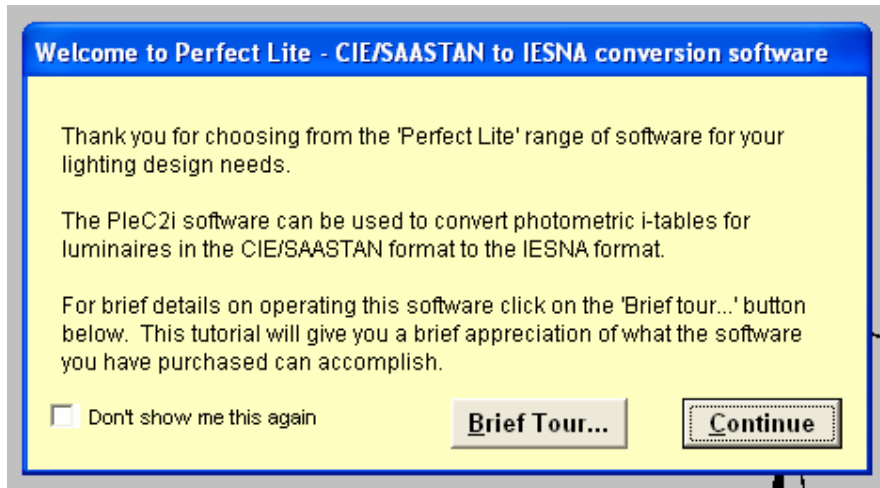 Welcome to Perfect Lite - CIE/SAASTAN to IESNA conversion software
Thank you for choosing from the 'Perfect Lite' range of software for your
lighting design needs.
The PleC2i software can be used to convert photometric i-tables for
luminaires in the CIE/SAASTAN format to the IESNA format.
For brief details on operating this software click on the 'Brief tour...' button
below. This tutorial will give you a brief appreciation of what the software
you have purchased can accomplish.
Don't show me this again
Brief Tour...
Continue